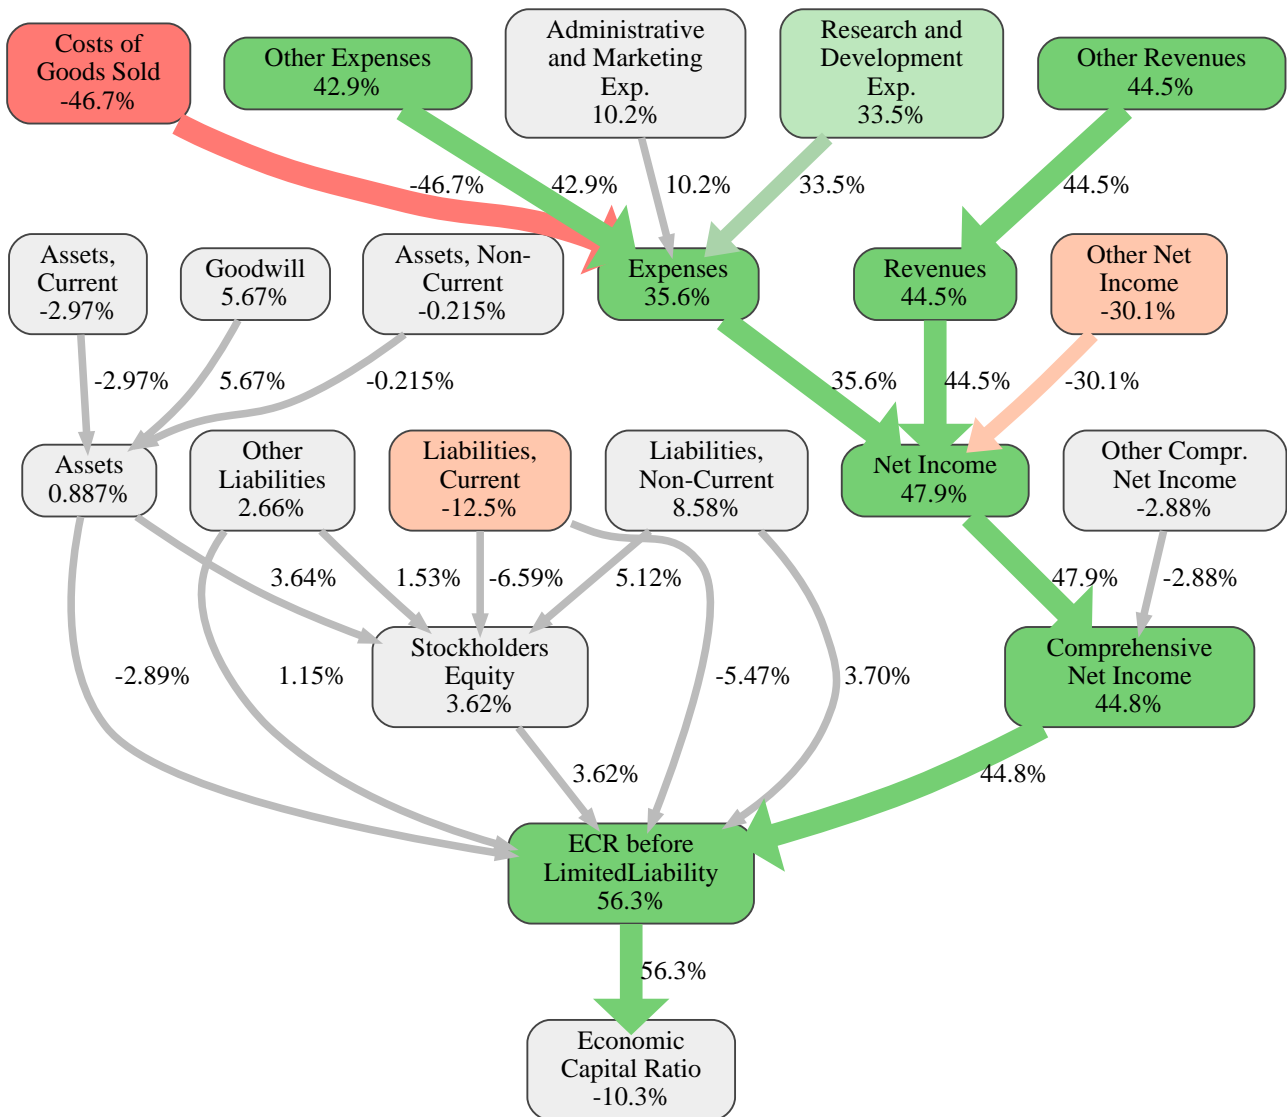 Costs of
Goods Sold
-46.7%
Other Expenses
42.9%
Administrative
and Marketing
Exp.
10.2%
Research and
Development
Exp.
33.5%
Other Revenues
44.5%
-46.7%
42.9%
10.2%
33.5%
44.5%
Assets,
Current
-2.97%
Goodwill
5.67%
Assets, Non-
Current
-0.215%
Expenses
35.6%
Revenues
44.5%
Other Net
Income
-30.1%
-2.97%
5.67%
-0.215%
35.6%
44.5%
-30.1%
Assets
0.887%
Other
Liabilities
2.66%
Liabilities,
Current
-12.5%
Liabilities,
Non-Current
8.58%
Net Income
47.9%
Other Compr.
Net Income
-2.88%
3.64%
1.53%
-6.59%
5.12%
47.9%
-2.88%
-2.89%
1.15%
Stockholders
Equity
3.62%
-5.47%
3.70%
Comprehensive
Net Income
44.8%
3.62%
44.8%
ECR before
LimitedLiability
56.3%
56.3%
Economic
Capital Ratio
-10.3%